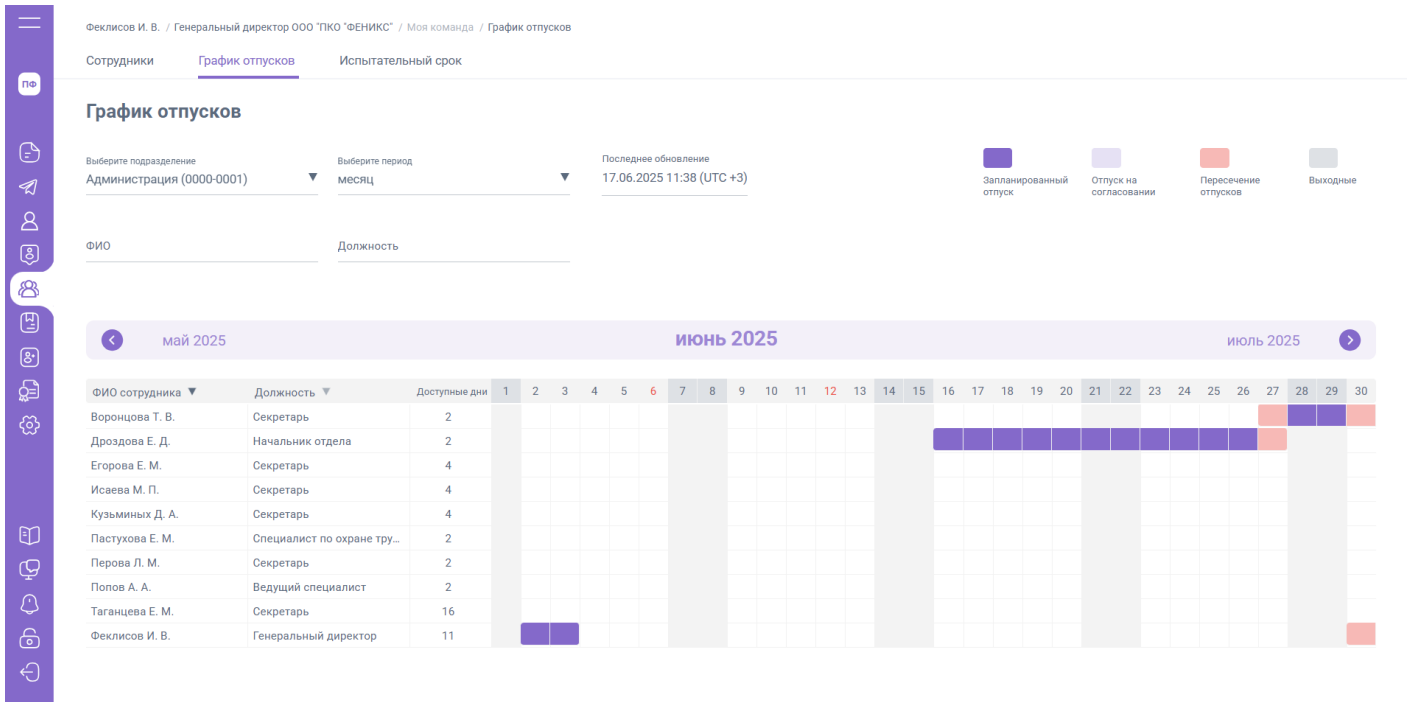 Феклисов И. В. / Генеральный директор ООО "ПКО "ФЕНИКС" / Моя команда / График отпусков
Сотрудники График отпусков Испытательный срок
ПФ
График отпусков
Выберите подразделение Выберите период Последнее обновление
Администрация (0000-0001) месяц 17.06.2025 11:38 (UTC +3)
Запланированный отпуск
Отпуск на согласовании
Пересечение отпусков
Выходные
ФИО Должность
май 2025 июнь 2025 июль 2025
ФИО сотрудника Должность Доступные дни 1 2 3 4 5 6 7 8 9 10 11 12 13 14 15 16 17 18 19 20 21 22 23 24 25 26 27 28 29 30
Воронцова Т. В. Секретарь 2
Дроздова Е. Д. Начальник отдела 2
Егорова Е. М. Секретарь 4
Исаева М. П. Секретарь 4
Кузьминых Д. А. Секретарь 4
Пастухова Е. М. Специалист по охране тру... 2
Перова Л. М. Секретарь 2
Попов А. А. Ведущий специалист 2
Таганцева Е. М. Секретарь 16
Феклисов И. В. Генеральный директор 11